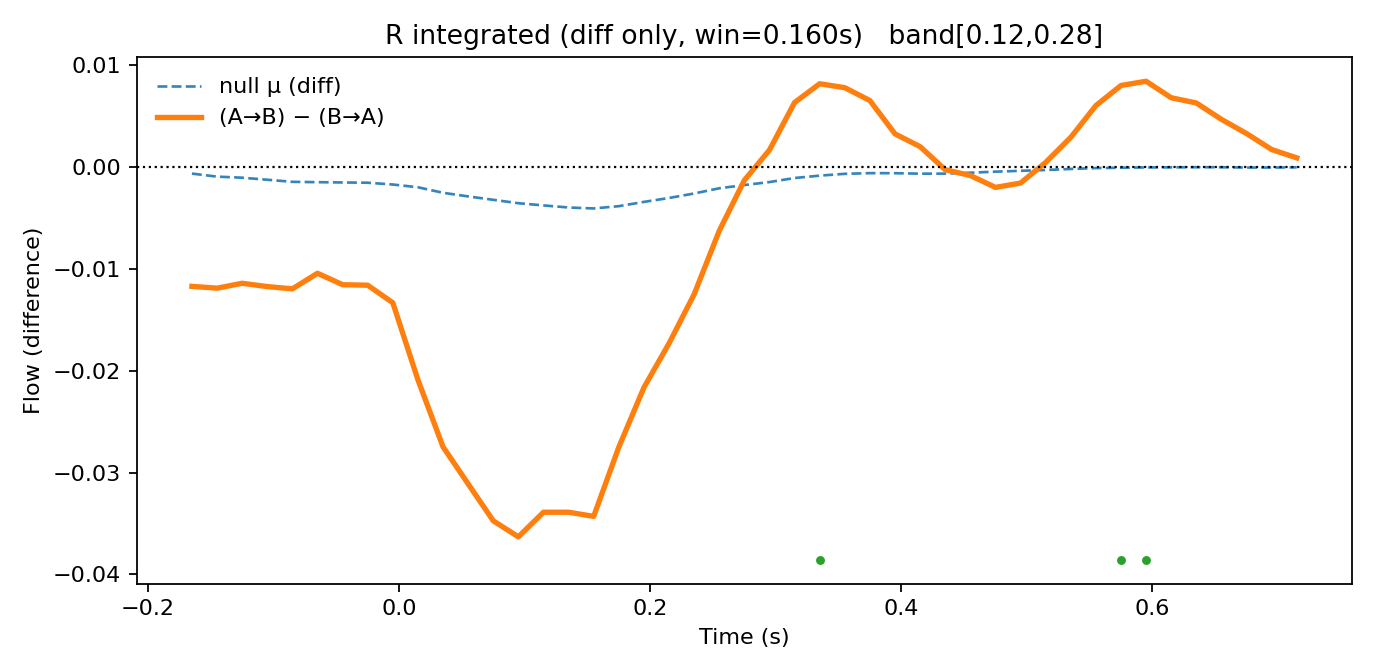 R integrated (diff only, win=0.160s)   band[0.12,0.28]
null μ (diff)
(A→B) − (B→A)
0.01
0.00
−0.01
−0.02
−0.03
−0.04
Flow (difference)
−0.2
0.0
0.2
0.4
0.6
Time (s)